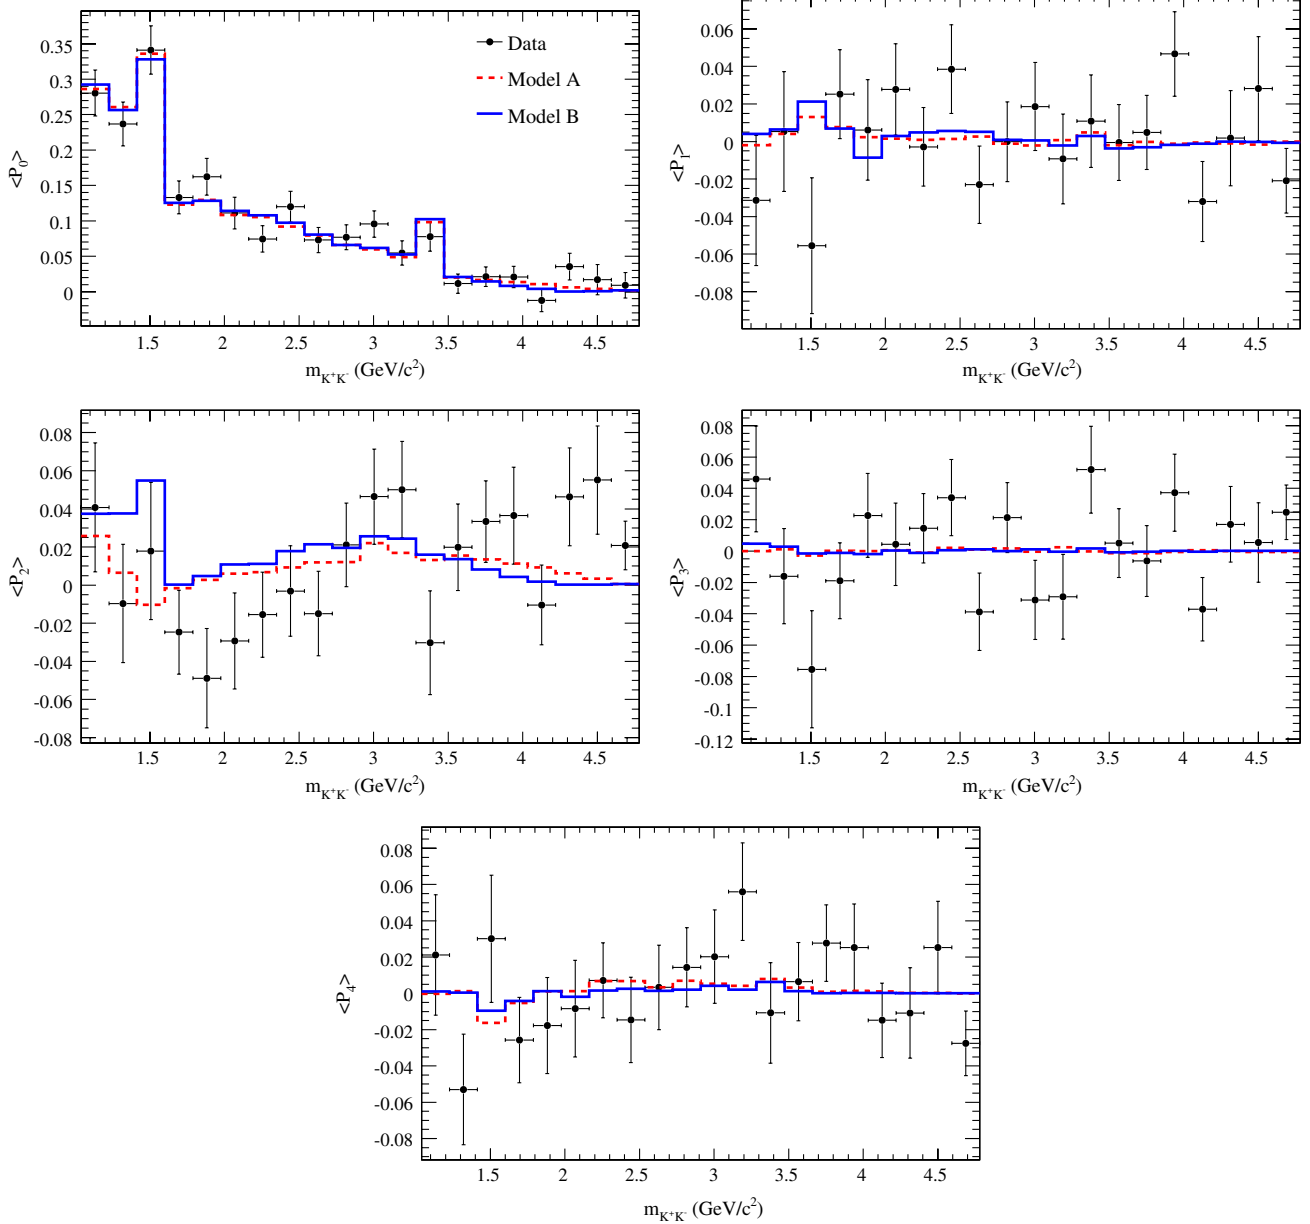 <P₀>
0.35
0.3
0.25
0.2
0.15
0.1
0.05
0
Data
Model A
Model B
1.5 2 2.5 3 3.5 4 4.5
m_K⁺K⁻ (GeV/c²)
<P₁>
0.06
0.04
0.02
0
-0.02
-0.04
-0.06
-0.08
1.5 2 2.5 3 3.5 4 4.5
m_K⁺K⁻ (GeV/c²)
<P₂>
0.08
0.06
0.04
0.02
0
-0.02
-0.04
-0.06
-0.08
1.5 2 2.5 3 3.5 4 4.5
m_K⁺K⁻ (GeV/c²)
<P₃>
0.08
0.06
0.04
0.02
0
-0.02
-0.04
-0.06
-0.08
-0.1
-0.12
1.5 2 2.5 3 3.5 4 4.5
m_K⁺K⁻ (GeV/c²)
<P₄>
0.08
0.06
0.04
0.02
0
-0.02
-0.04
-0.06
-0.08
1.5 2 2.5 3 3.5 4 4.5
m_K⁺K⁻ (GeV/c²)